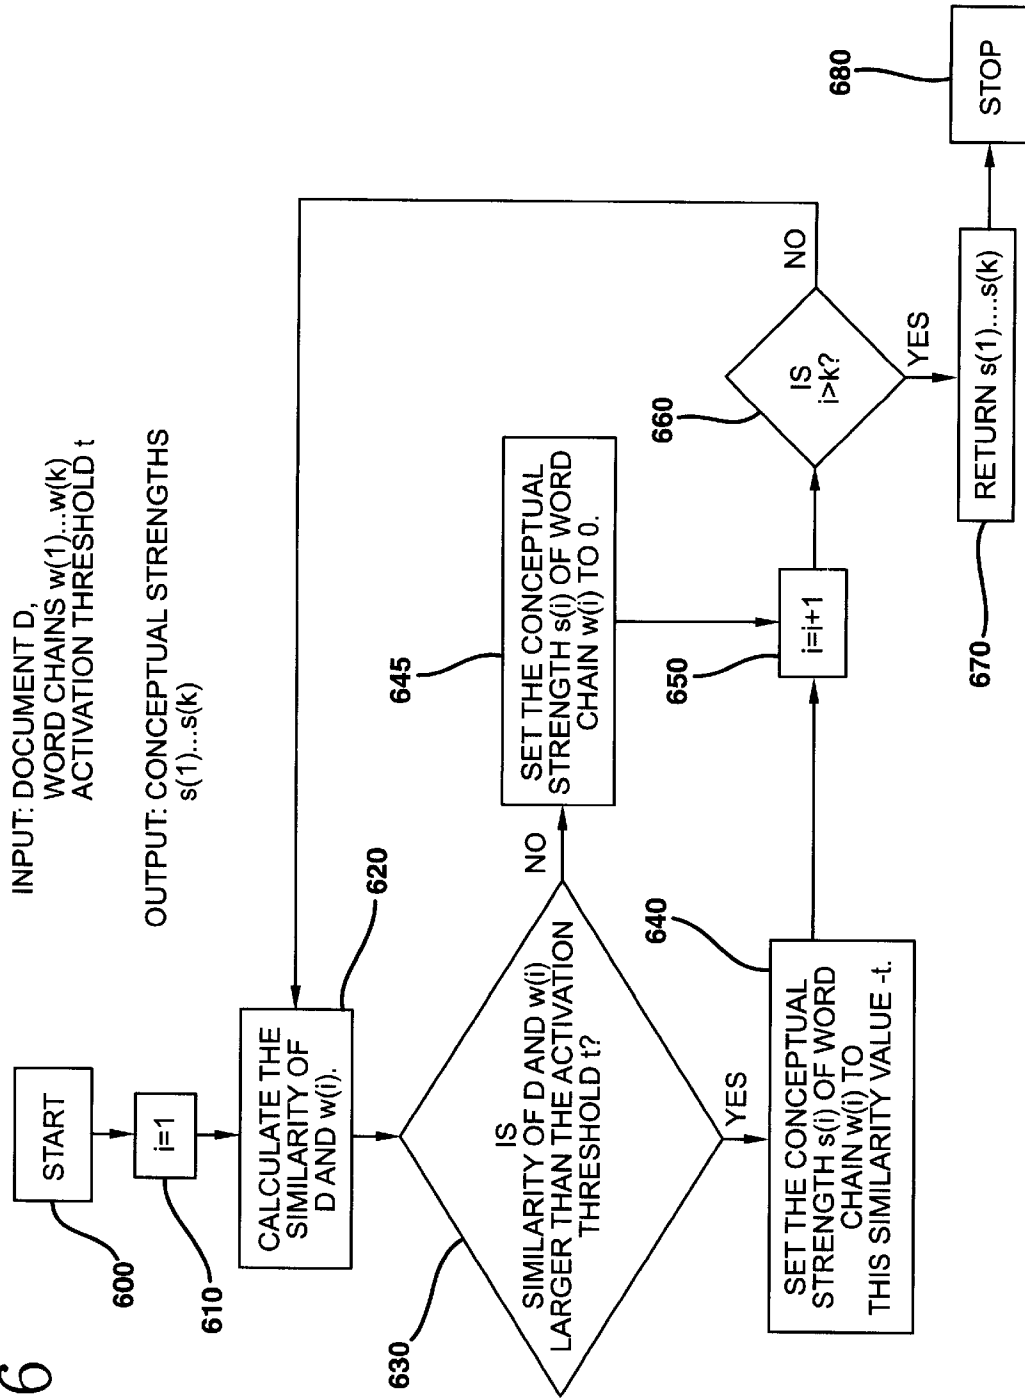 6
INPUT: DOCUMENT D,
WORD CHAINS w(1)...w(k)
ACTIVATION THRESHOLD t
OUTPUT: CONCEPTUAL STRENGTHS
s(1)...s(k)
START
600
i=1
610
CALCULATE THE
SIMILARITY OF
D AND w(i).
620
IS
SIMILARITY OF D AND w(i)
LARGER THAN THE ACTIVATION
THRESHOLD t?
630
NO
YES
SET THE CONCEPTUAL
STRENGTH s(i) OF WORD
CHAIN w(i) TO
THIS SIMILARITY VALUE -t.
640
SET THE CONCEPTUAL
STRENGTH s(i) OF WORD
CHAIN w(i) TO 0.
645
i=i+1
650
IS
i>k?
660
NO
YES
RETURN s(1)....s(k)
670
STOP
680